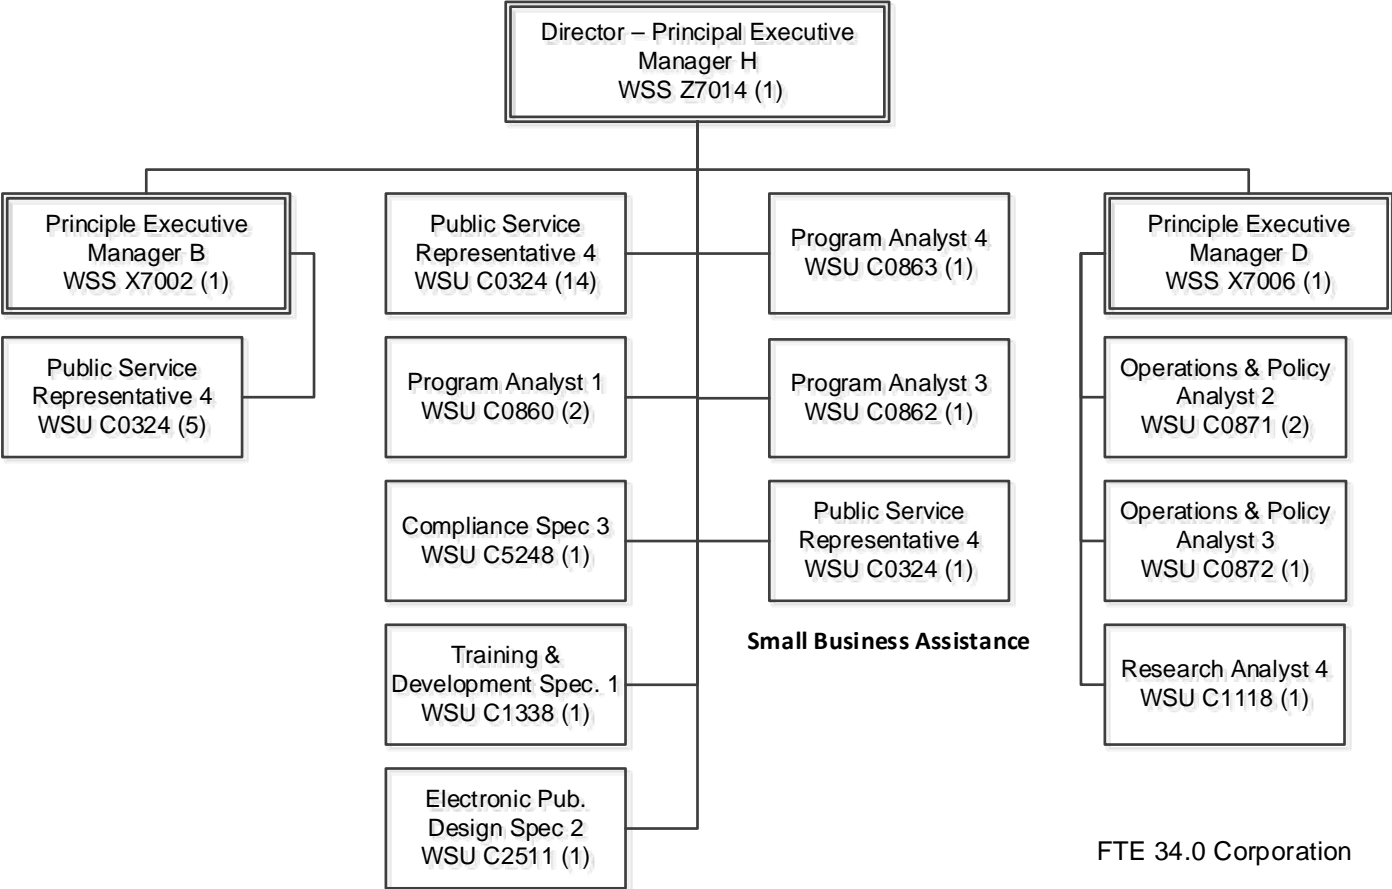 Director – Principal Executive
Manager H
WSS Z7014 (1)
Principle Executive
Manager B
WSS X7002 (1)
Public Service
Representative 4
WSU C0324 (5)
Public Service
Representative 4
WSU C0324 (14)
Program Analyst 1
WSU C0860 (2)
Compliance Spec 3
WSU C5248 (1)
Training &
Development Spec. 1
WSU C1338 (1)
Electronic Pub.
Design Spec 2
WSU C2511 (1)
Program Analyst 4
WSU C0863 (1)
Program Analyst 3
WSU C0862 (1)
Public Service
Representative 4
WSU C0324 (1)
Small Business Assistance
Principle Executive
Manager D
WSS X7006 (1)
Operations & Policy
Analyst 2
WSU C0871 (2)
Operations & Policy
Analyst 3
WSU C0872 (1)
Research Analyst 4
WSU C1118 (1)
FTE 34.0 Corporation